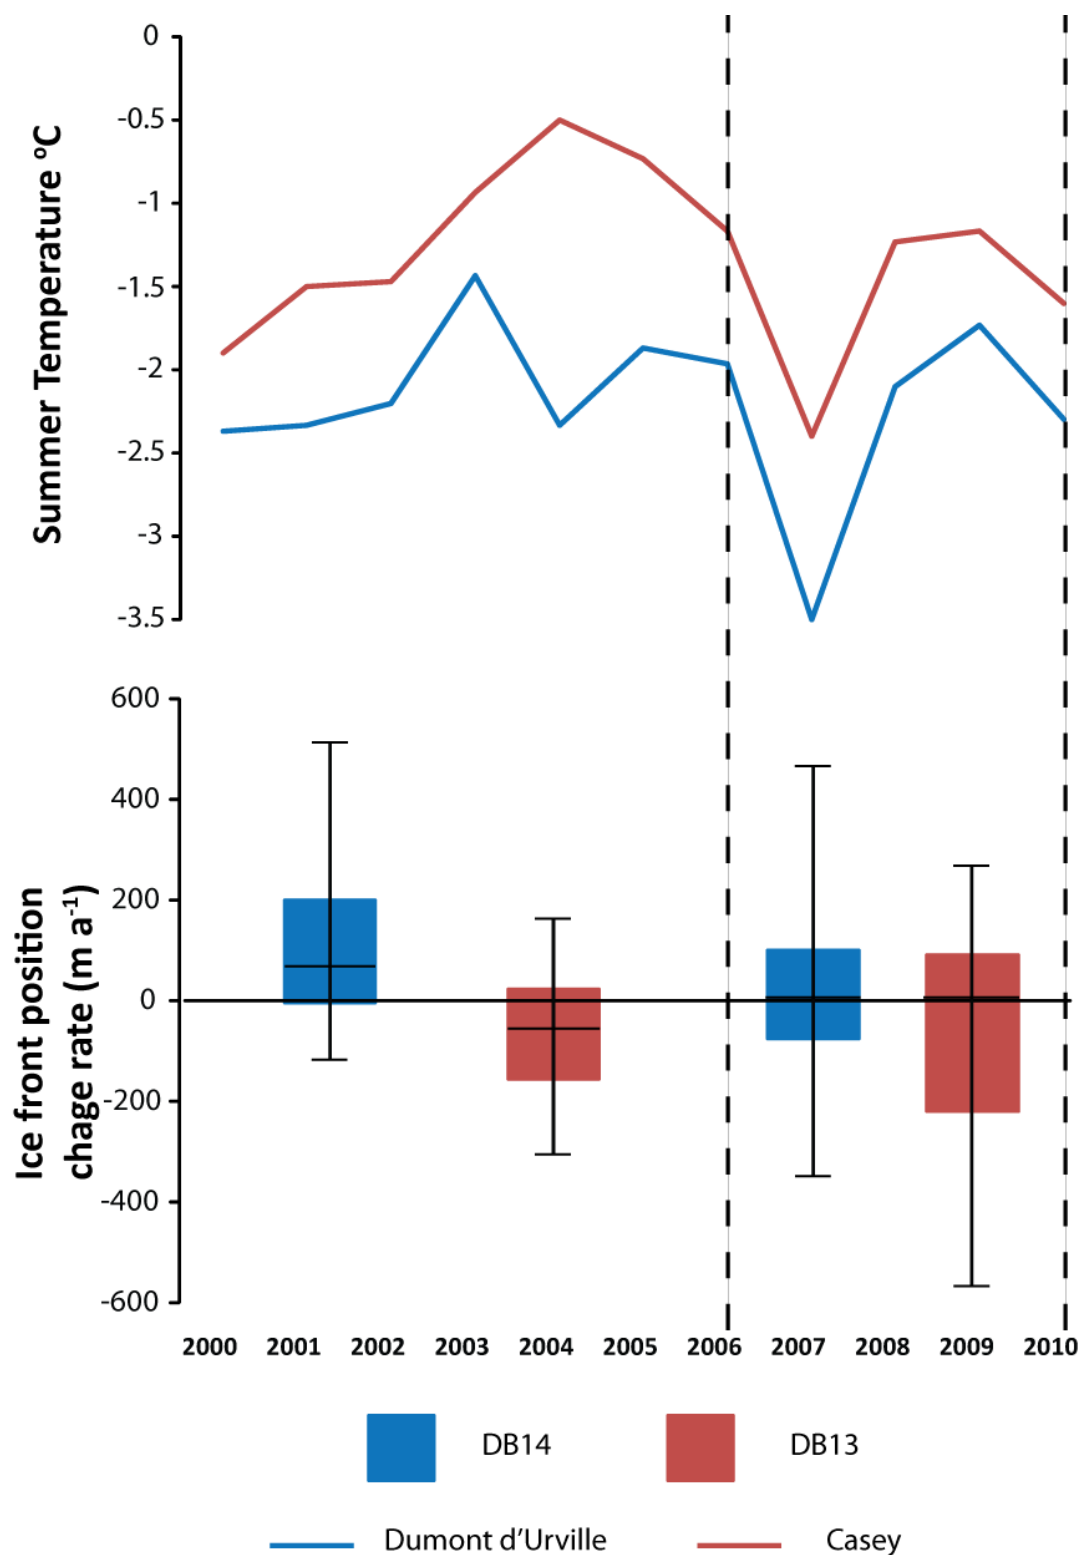 Summer Temperature ºC
0
-0.5
-1
-1.5
-2
-2.5
-3
-3.5
Ice front position
chage rate (m a-1)
600
400
200
0
-200
-400
-600
2000 2001 2002 2003 2004 2005 2006 2007 2008 2009 2010
DB14 DB13
Dumont d’Urville Casey